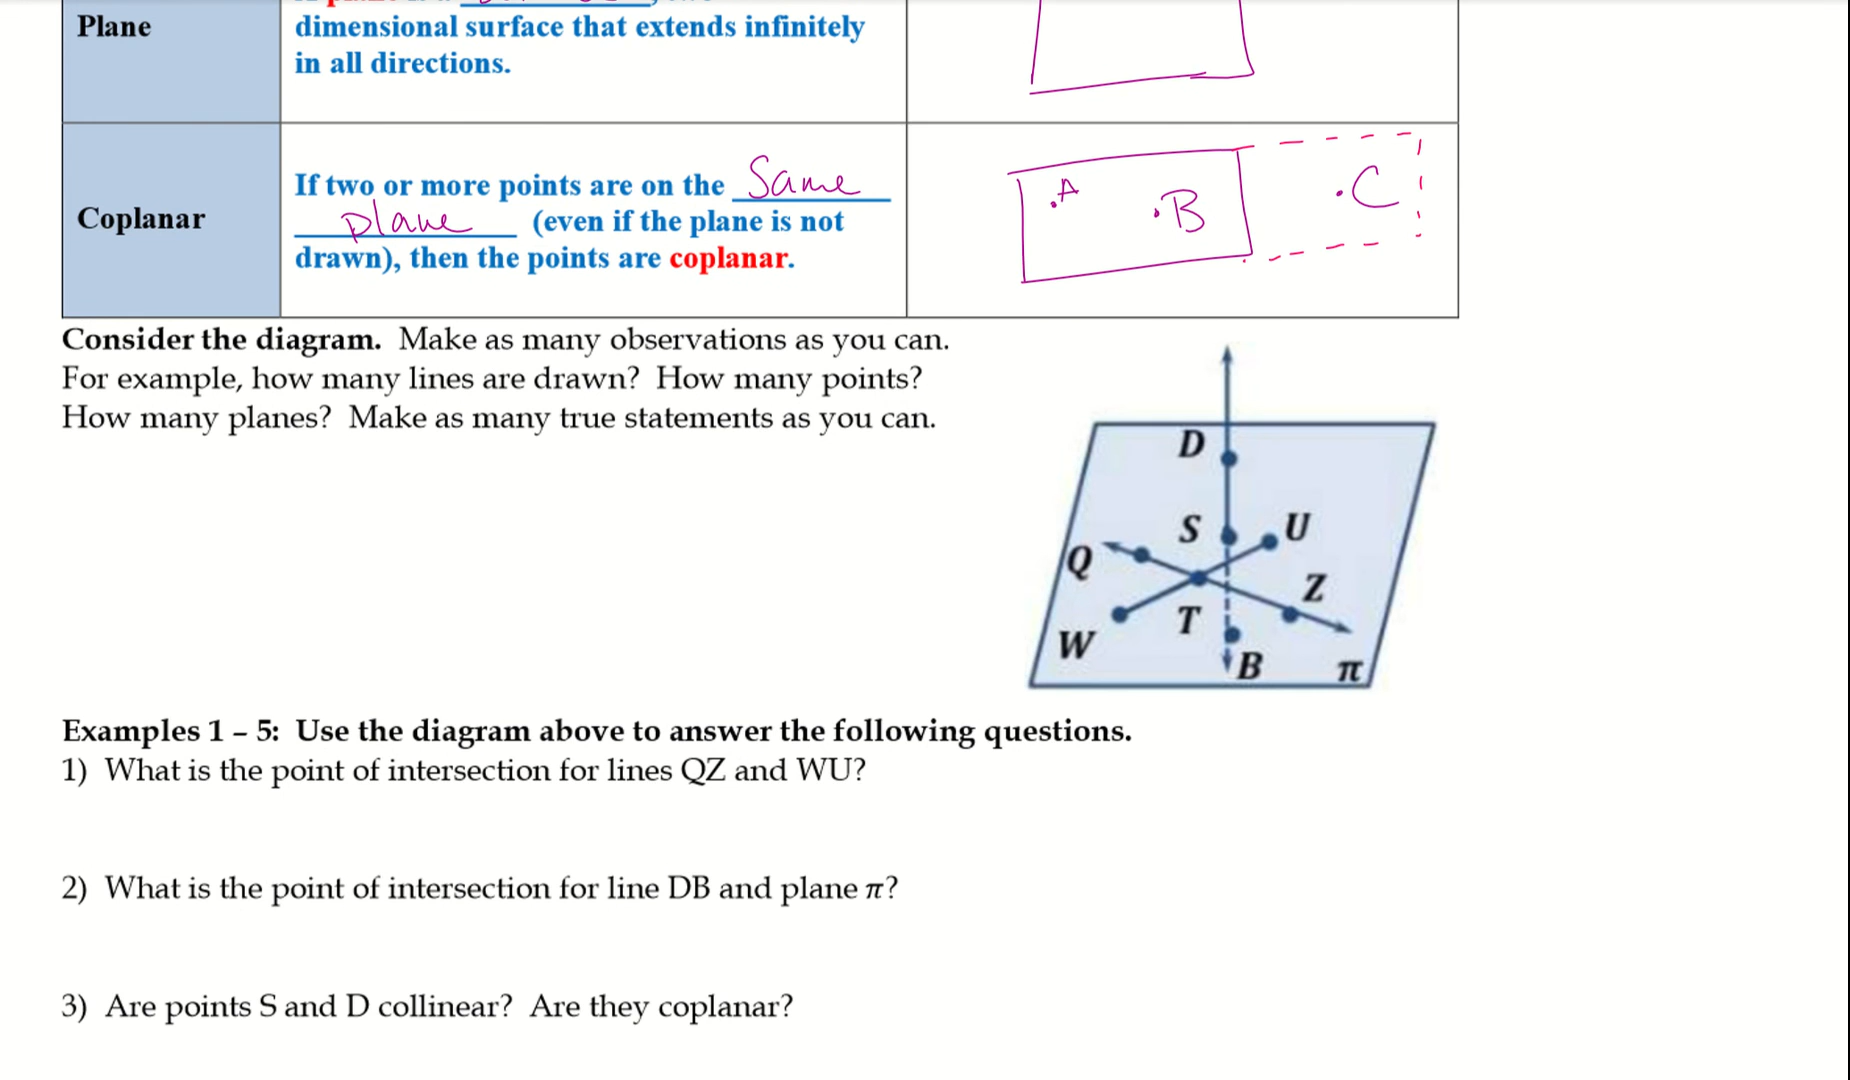 Plane
dimensional surface that extends infinitely
in all directions.
Coplanar
If two or more points are on the Same
plane (even if the plane is not
drawn), then the points are coplanar.
.A
.B
.C
Consider the diagram. Make as many observations as you can.
For example, how many lines are drawn? How many points?
How many planes? Make as many true statements as you can.
D
S
U
Q
Z
T
W
B
π
Examples 1 – 5: Use the diagram above to answer the following questions.
1) What is the point of intersection for lines QZ and WU?
2) What is the point of intersection for line DB and plane π?
3) Are points S and D collinear? Are they coplanar?